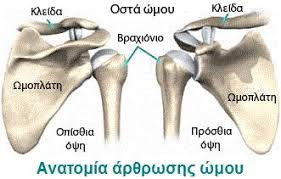 Κλείδα
Οστά ώμου
Κλείδα
Βραχιόνιο
Ωμοπλάτη
Ωμοπλάτη
Οπίσθια
όψη
Πρόσθια
όψη
Ανατομία άρθρωσης ώμου